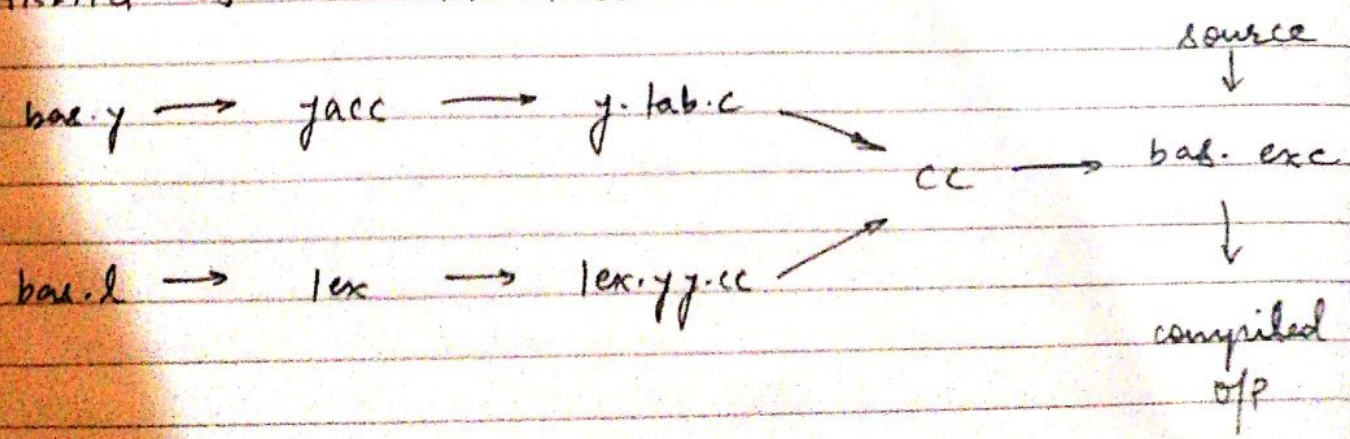 source
bas.y → yacc → y.tab.c
cc → bas. exe
bas.l → lex → lex.yy.cc
compiled
o/p